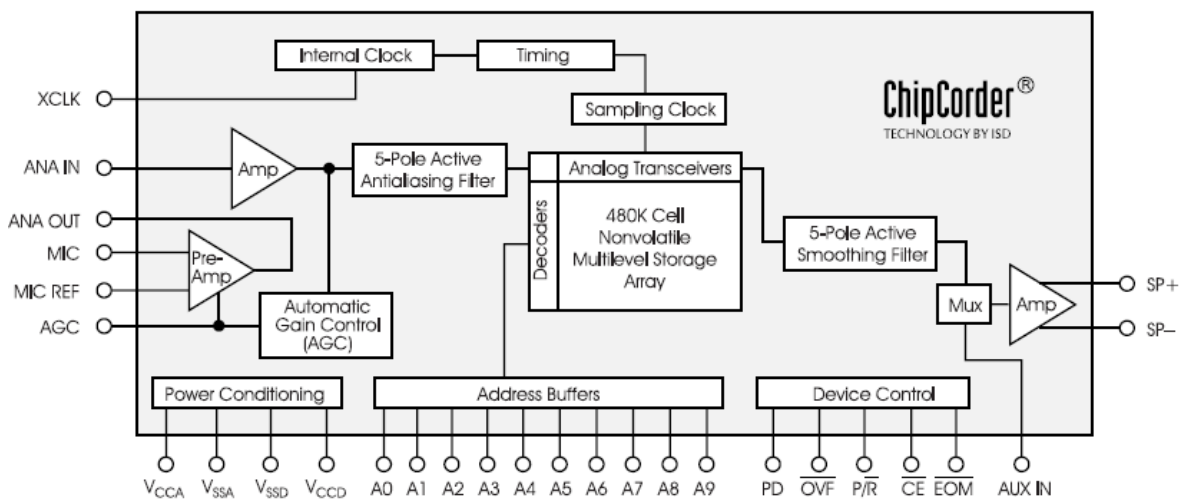 Internal Clock
Timing
XCLK
Sampling Clock
ChipCorder®
TECHNOLOGY BY ISD
ANA IN
Amp
5-Pole Active
Antialiasing Filter
Decoders
Analog Transceivers
480K Cell
Nonvolatile
Multilevel Storage
Array
ANA OUT
MIC
Pre-
Amp
MIC REF
AGC
Automatic
Gain Control
(AGC)
5-Pole Active
Smoothing Filter
Mux
Amp
SP+
SP–
Power Conditioning
Address Buffers
Device Control
VCCA VSSA VSSD VCCD A0 A1 A2 A3 A4 A5 A6 A7 A8 A9 PD O̅V̅F̅ P/R̅ C̅E̅ E̅O̅M̅ AUX IN